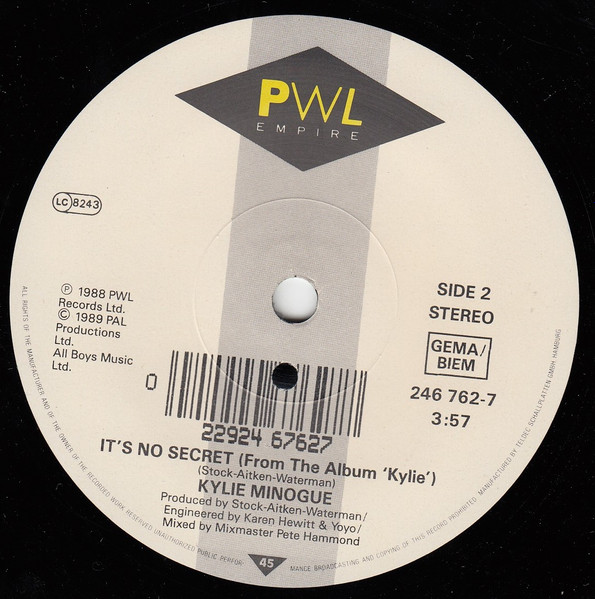 PWL
EMPIRE
LC 8243
℗ 1988 PWL
Records Ltd.
© 1989 PAL
Productions
Ltd.
All Boys Music
Ltd.
SIDE 2
STEREO
GEMA/
BIEM
246 762-7
3:57
0
22924 67627
IT'S NO SECRET (From The Album 'Kylie')
(Stock-Aitken-Waterman)
KYLIE MINOGUE
Produced by Stock-Aitken-Waterman/
Engineered by Karen Hewitt & Yoyo/
Mixed by Mixmaster Pete Hammond
45
ALL RIGHTS OF THE MANUFACTURER AND OF THE OWNER OF THE RECORDED WORK RESERVED. UNAUTHORIZED PUBLIC PERFOR-
MANCE BROADCASTING AND COPYING OF THIS RECORD PROHIBITED. MANUFACTURED BY TELDEC SCHALLPLATTEN GMBH, HAMBURG